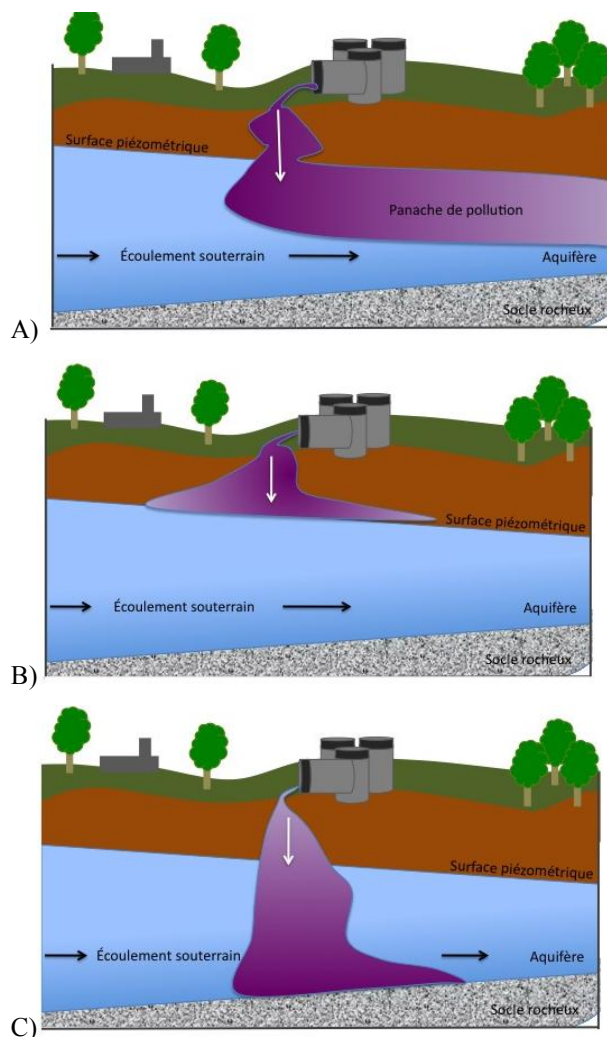 Surface piézométrique
Panache de pollution
Écoulement souterrain
Aquifère
Socle rocheux
A)
Surface piézométrique
Écoulement souterrain
Aquifère
Socle rocheux
B)
Surface piézométrique
Écoulement souterrain
Aquifère
Socle rocheux
C)